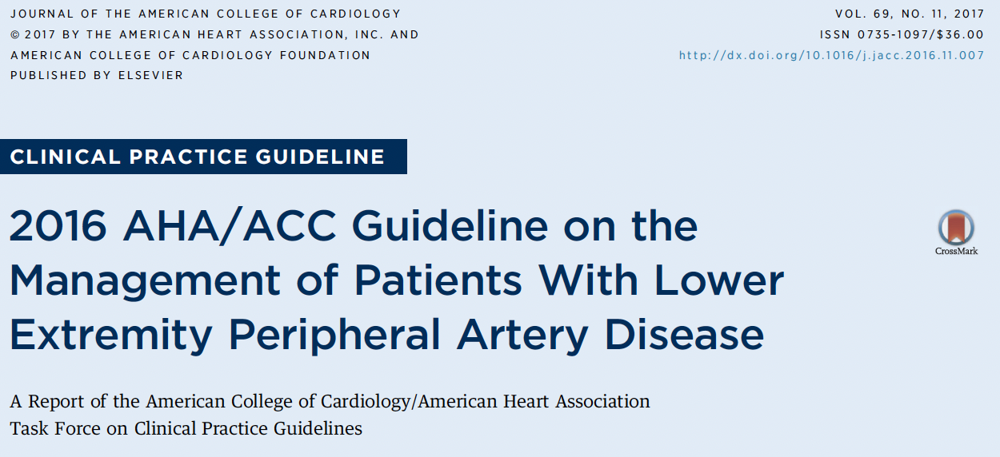 JOURNAL OF THE AMERICAN COLLEGE OF CARDIOLOGY
© 2017 BY THE AMERICAN HEART ASSOCIATION, INC. AND
AMERICAN COLLEGE OF CARDIOLOGY FOUNDATION
PUBLISHED BY ELSEVIER
VOL. 69, NO. 11, 2017
ISSN 0735-1097/$36.00
http://dx.doi.org/10.1016/j.jacc.2016.11.007
CLINICAL PRACTICE GUIDELINE
2016 AHA/ACC Guideline on the
Management of Patients With Lower
Extremity Peripheral Artery Disease
CrossMark
A Report of the American College of Cardiology/American Heart Association
Task Force on Clinical Practice Guidelines